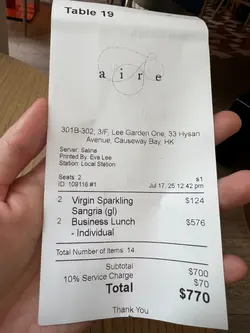 Table 19
aire
301B-302, 3/F, Lee Garden One, 33 Hysan
Avenue, Causeway Bay, HK
Server: Salina
Printed By: Eva Lee
Station: Local Station
Seats: 2 s1
ID: 109116 #1 Jul 17, 25 12:42 pm
2 Virgin Sparkling $124
Sangria (gl)
2 Business Lunch $576
- Individual
Total Number of Items 14
Subtotal $700
10% Service Charge $70
Total $770
Thank You